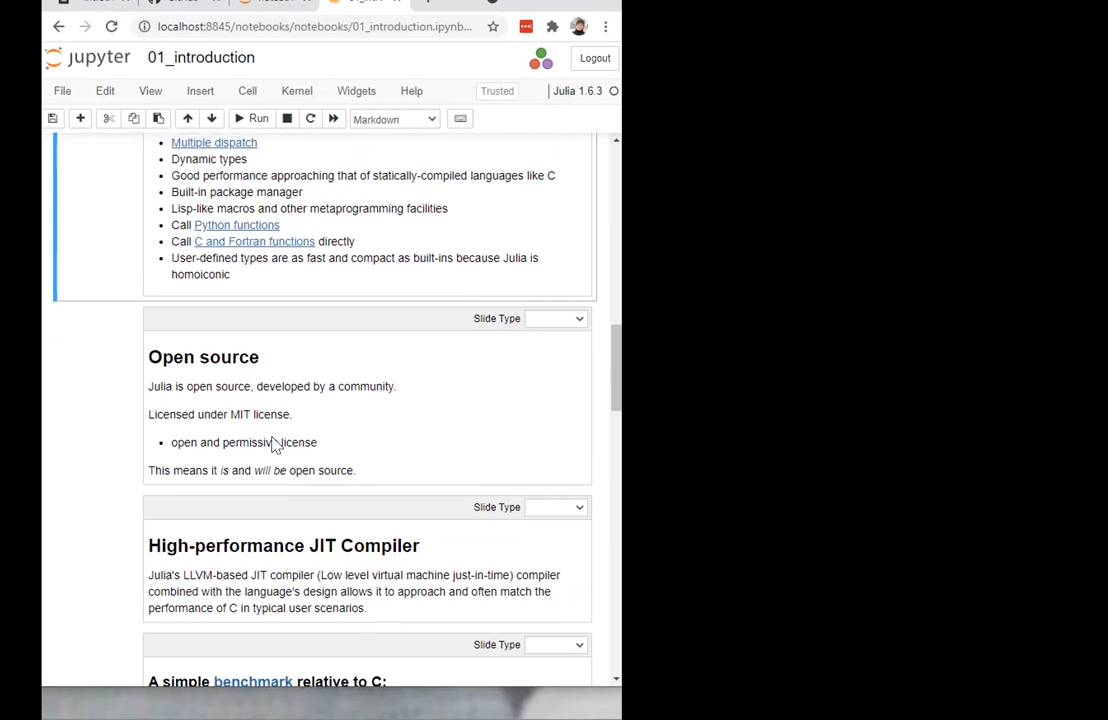 localhost:8845/notebooks/notebooks/01_introduction.ipynb...
jupyter 01_introduction Logout
File Edit View Insert Cell Kernel Widgets Help Trusted Julia 1.6.3
Run Markdown
• Multiple dispatch
• Dynamic types
• Good performance approaching that of statically-compiled languages like C
• Built-in package manager
• Lisp-like macros and other metaprogramming facilities
• Call Python functions
• Call C and Fortran functions directly
• User-defined types are as fast and compact as built-ins because Julia is
homoiconic
Slide Type
Open source
Julia is open source, developed by a community.
Licensed under MIT license.
• open and permissive license
This means it is and will be open source.
Slide Type
High-performance JIT Compiler
Julia's LLVM-based JIT compiler (Low level virtual machine just-in-time) compiler
combined with the language's design allows it to approach and often match the
performance of C in typical user scenarios.
Slide Type
A simple benchmark relative to C: